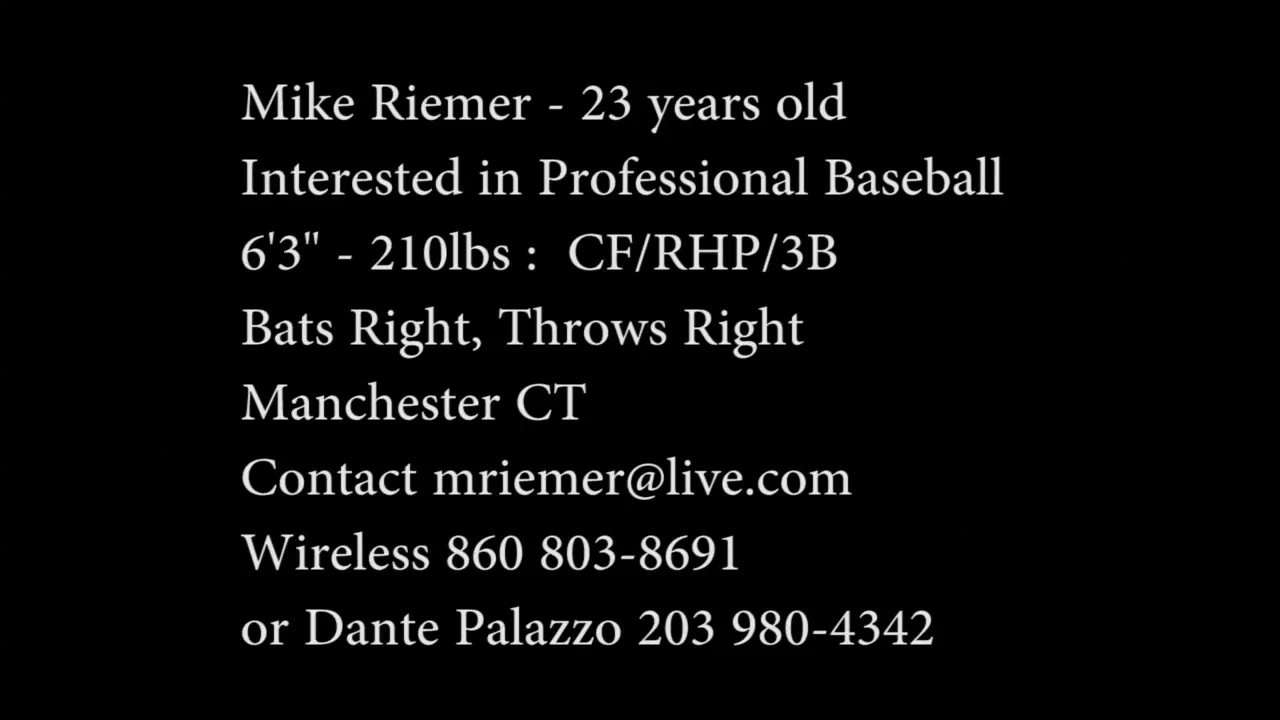 Mike Riemer - 23 years old
Interested in Professional Baseball
6'3" - 210lbs :  CF/RHP/3B
Bats Right, Throws Right
Manchester CT
Contact mriemer@live.com
Wireless 860 803-8691
or Dante Palazzo 203 980-4342